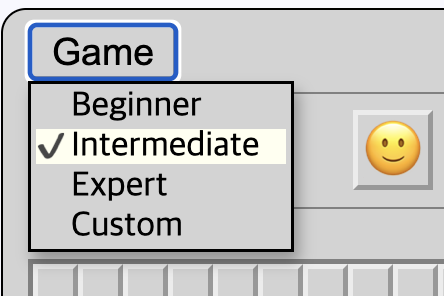 Game
Beginner
✓ Intermediate
Expert
Custom